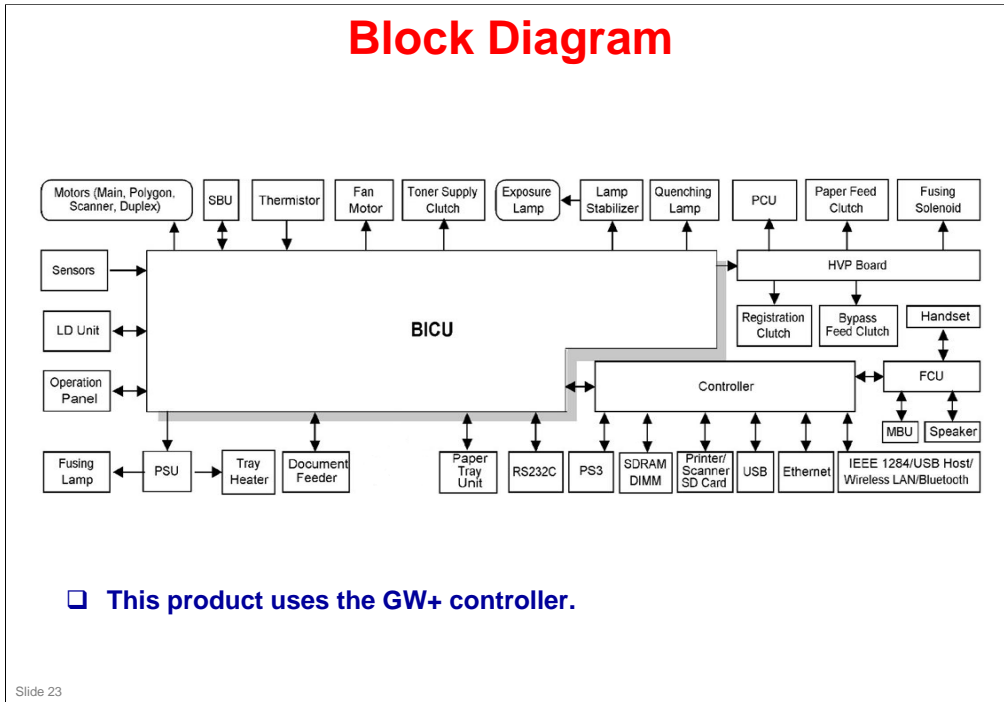 Block Diagram
Motors (Main, Polygon,
Scanner, Duplex)
SBU
Thermistor
Fan
Motor
Toner Supply
Clutch
Exposure
Lamp
Lamp
Stabilizer
Quenching
Lamp
PCU
Paper Feed
Clutch
Fusing
Solenoid
Sensors
HVP Board
LD Unit
BICU
Registration
Clutch
Bypass
Feed Clutch
Handset
Operation
Panel
Controller
FCU
MBU
Speaker
Fusing
Lamp
PSU
Tray
Heater
Document
Feeder
Paper
Tray
Unit
RS232C
PS3
SDRAM
DIMM
Printer/
Scanner
SD Card
USB
Ethernet
IEEE 1284/USB Host/
Wireless LAN/Bluetooth
This product uses the GW+ controller.
Slide 23